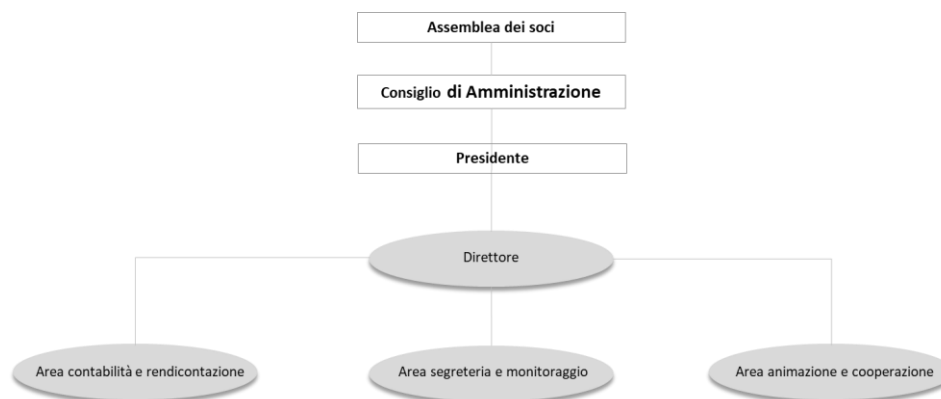 Assemblea dei soci
Consiglio di Amministrazione
Presidente
Direttore
Area contabilità e rendicontazione
Area segreteria e monitoraggio
Area animazione e cooperazione